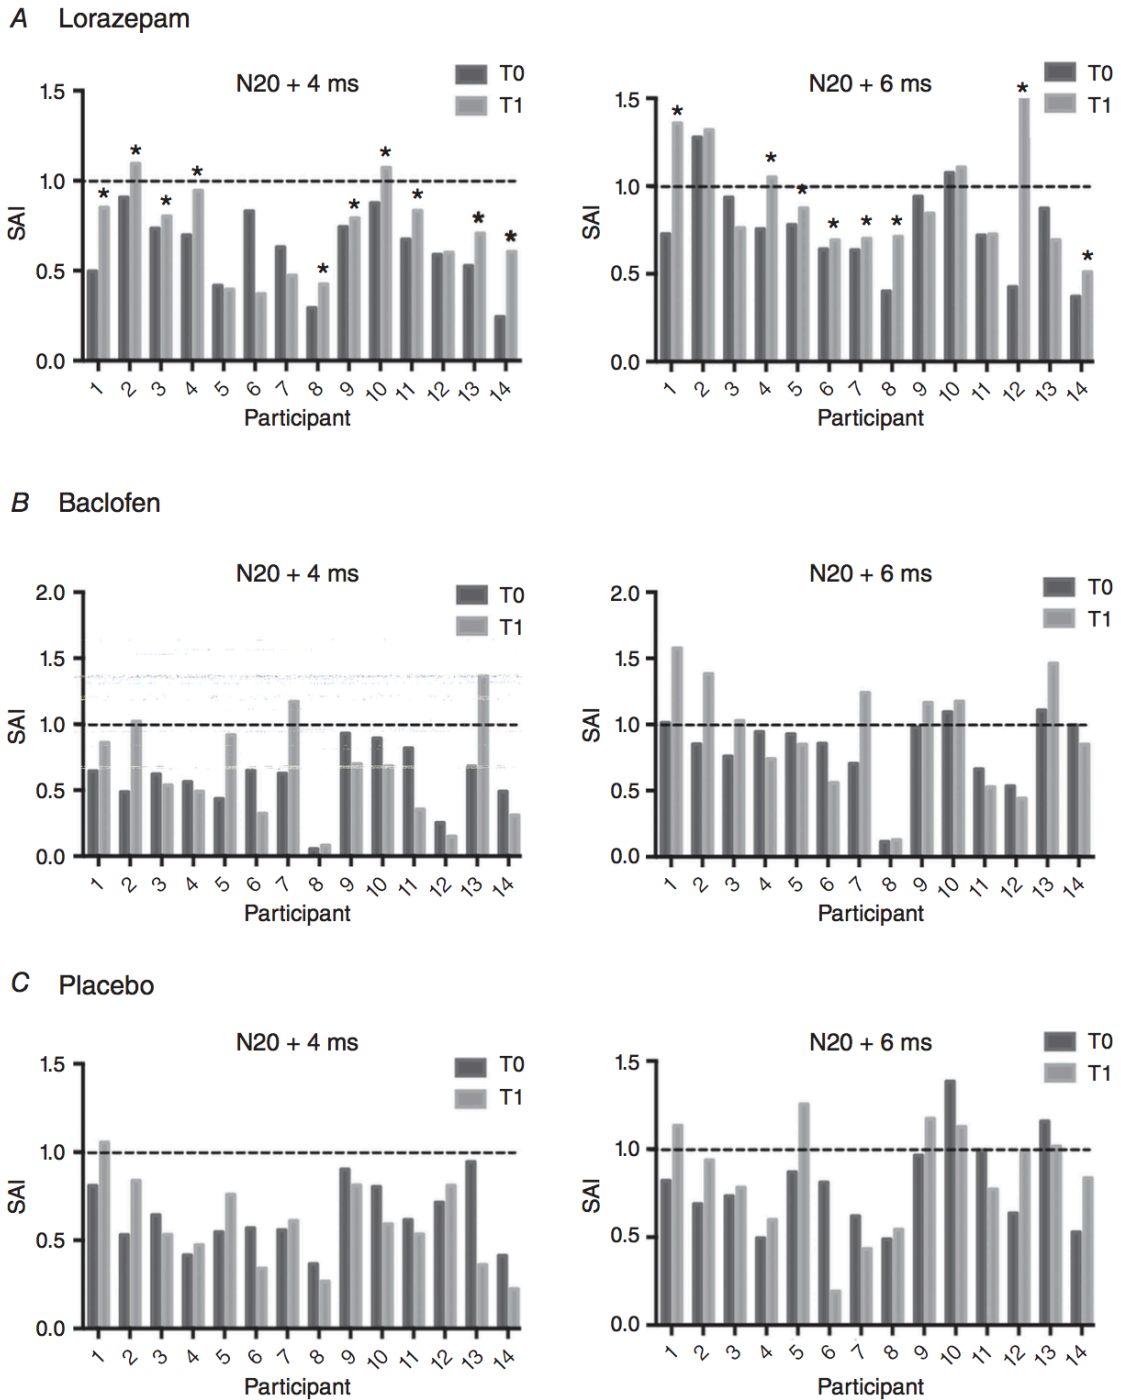 A Lorazepam
N20 + 4 ms
T0
T1
1.5
1.0
0.5
0.0
SAI
* * * * * * * * * *
1 2 3 4 5 6 7 8 9 10 11 12 13 14
Participant
N20 + 6 ms
T0
T1
1.5
1.0
0.5
0.0
SAI
* * * * * * * *
1 2 3 4 5 6 7 8 9 10 11 12 13 14
Participant
B Baclofen
N20 + 4 ms
T0
T1
2.0
1.5
1.0
0.5
0.0
SAI
1 2 3 4 5 6 7 8 9 10 11 12 13 14
Participant
N20 + 6 ms
T0
T1
2.0
1.5
1.0
0.5
0.0
SAI
1 2 3 4 5 6 7 8 9 10 11 12 13 14
Participant
C Placebo
N20 + 4 ms
T0
T1
1.5
1.0
0.5
0.0
SAI
1 2 3 4 5 6 7 8 9 10 11 12 13 14
Participant
N20 + 6 ms
T0
T1
1.5
1.0
0.5
0.0
SAI
1 2 3 4 5 6 7 8 9 10 11 12 13 14
Participant